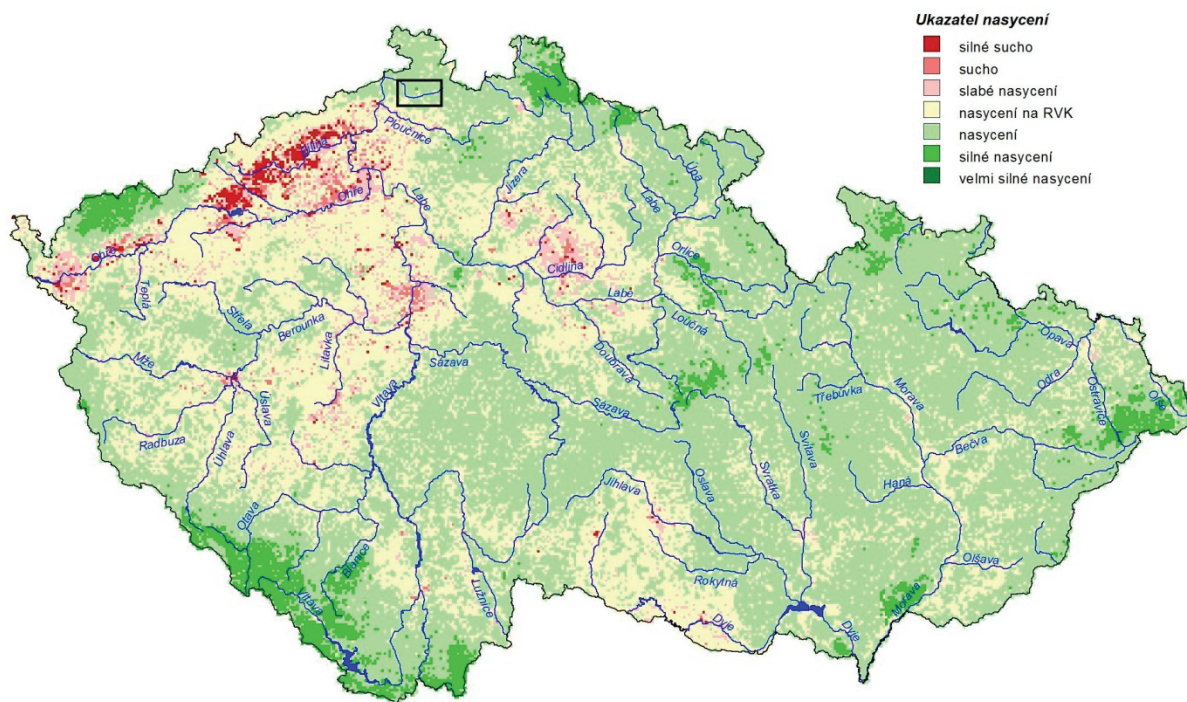 Ukazatel nasycení
silné sucho
sucho
slabé nasycení
nasycení na RVK
nasycení
silné nasycení
velmi silné nasycení
Ploučnice
Bílina
Jizera
Úpa
Labe
Labe
Ohře
Ohře
Orlice
Cidlina
Teplá
Labe
Střela
Berounka
Loučná
Opava
Litavka
Doubrava
Mže
Sázava
Odra
Ostravice
Olše
Vltava
Třebůvka
Morava
Úslava
Sázava
Radbuza
Úhlava
Svitava
Bečva
Svratka
Oslava
Jihlava
Haná
Otava
Blanice
Olšava
Rokytná
Lužnice
Vltava
Morava
Dyje
Dyje